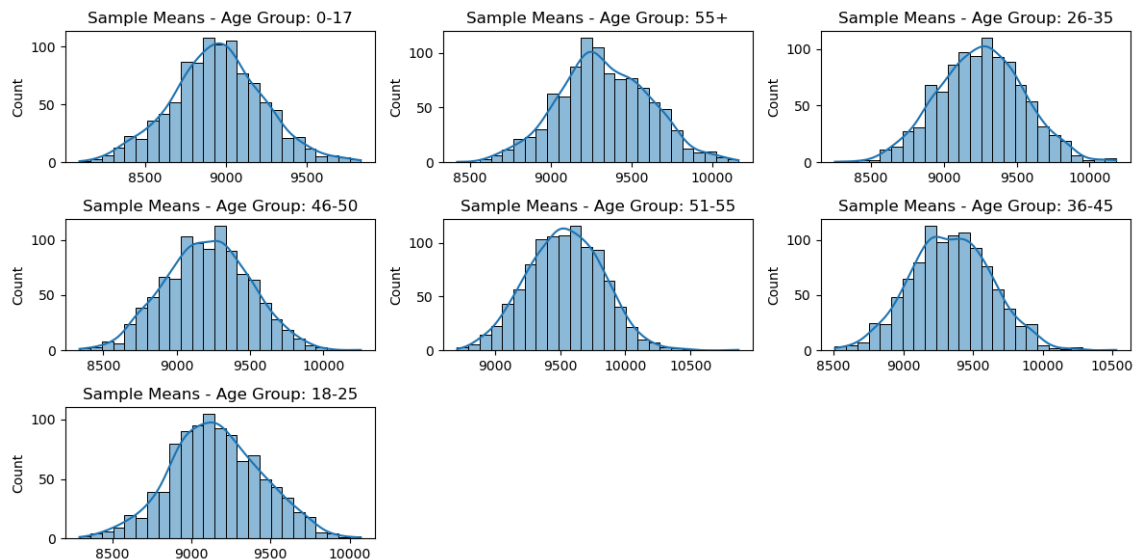 Sample Means - Age Group: 0-17
Count
100
50
0
8500 9000 9500
Sample Means - Age Group: 55+
Count
100
50
0
8500 9000 9500 10000
Sample Means - Age Group: 26-35
Count
100
50
0
8500 9000 9500 10000
Sample Means - Age Group: 46-50
Count
100
50
0
8500 9000 9500 10000
Sample Means - Age Group: 51-55
Count
100
50
0
9000 9500 10000 10500
Sample Means - Age Group: 36-45
Count
100
50
0
8500 9000 9500 10000 10500
Sample Means - Age Group: 18-25
Count
100
50
0
8500 9000 9500 10000